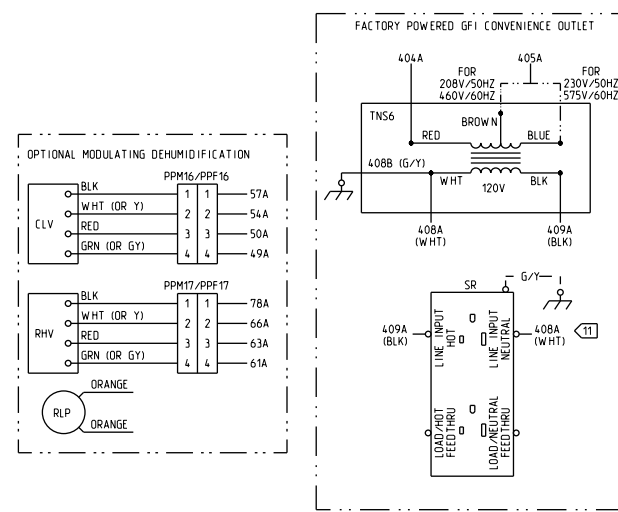 FACTORY POWERED GFI CONVENIENCE OUTLET
404A
405A
FOR
208V/50HZ
460V/60HZ
FOR
230V/50HZ
575V/60HZ
TNS6
BROWN
RED
BLUE
408B (G/Y)
WHT
120V
BLK
408A
(WHT)
409A
(BLK)
G/Y
SR
409A
(BLK)
LINE INPUT
HOT
LINE INPUT
NEUTRAL
408A
(WHT)
11
LOAD/HOT
FEEDTHRU
LOAD/NEUTRAL
FEEDTHRU
OPTIONAL MODULATING DEHUMIDIFICATION
PPM16/PPF16
CLV
BLK 1 1 57A
WHT (OR Y) 2 2 54A
RED 3 3 50A
GRN (OR GY) 4 4 49A
PPM17/PPF17
RHV
BLK 1 1 78A
WHT (OR Y) 2 2 66A
RED 3 3 63A
GRN (OR GY) 4 4 61A
RLP
ORANGE
ORANGE